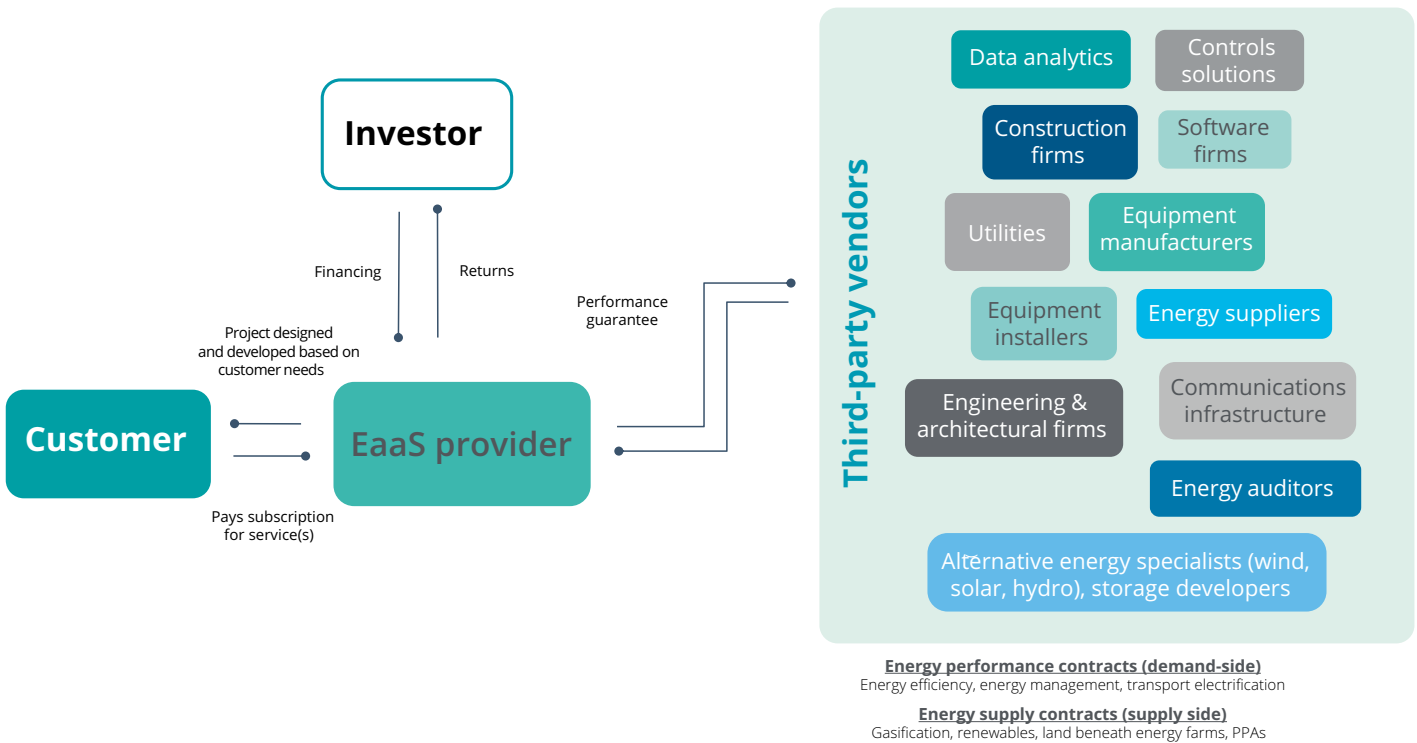 Investor
Financing
Returns
Project designed
and developed based on
customer needs
Customer
EaaS provider
Pays subscription
for service(s)
Performance
guarantee
Third-party vendors
Data analytics
Controls
solutions
Construction
firms
Software
firms
Utilities
Equipment
manufacturers
Equipment
installers
Energy suppliers
Engineering &
architectural firms
Communications
infrastructure
Energy auditors
Alternative energy specialists (wind,
solar, hydro), storage developers
Energy performance contracts (demand-side)
Energy efficiency, energy management, transport electrification
Energy supply contracts (supply side)
Gasification, renewables, land beneath energy farms, PPAs